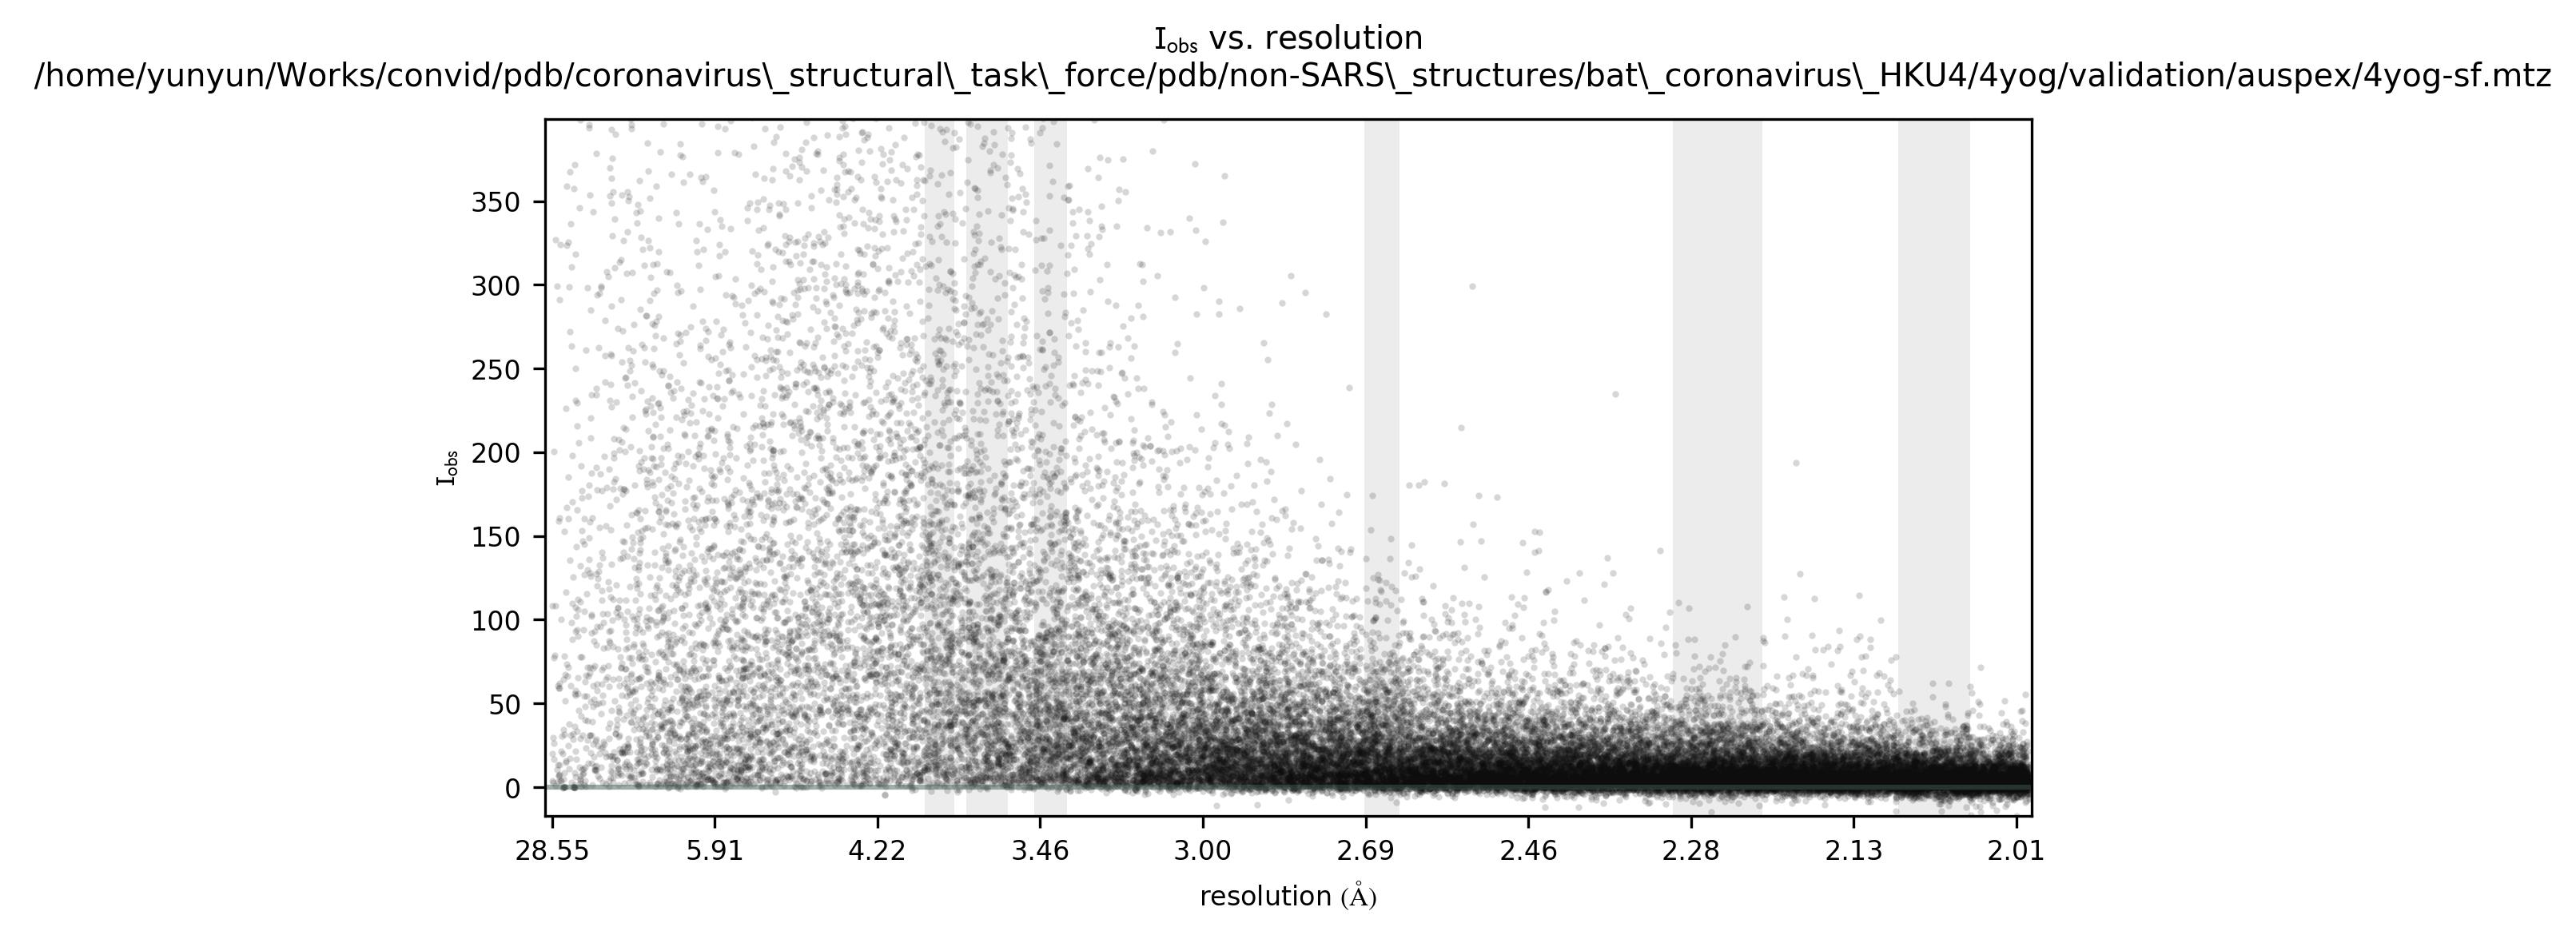 I_obs vs. resolution
/home/yunyun/Works/convid/pdb/coronavirus\_structural\_task\_force/pdb/non-SARS\_structures/bat\_coronavirus\_HKU4/4yog/validation/auspex/4yog-sf.mtz
350
300
250
200
150
100
50
0
I_obs
28.55 5.91 4.22 3.46 3.00 2.69 2.46 2.28 2.13 2.01
resolution (Å)